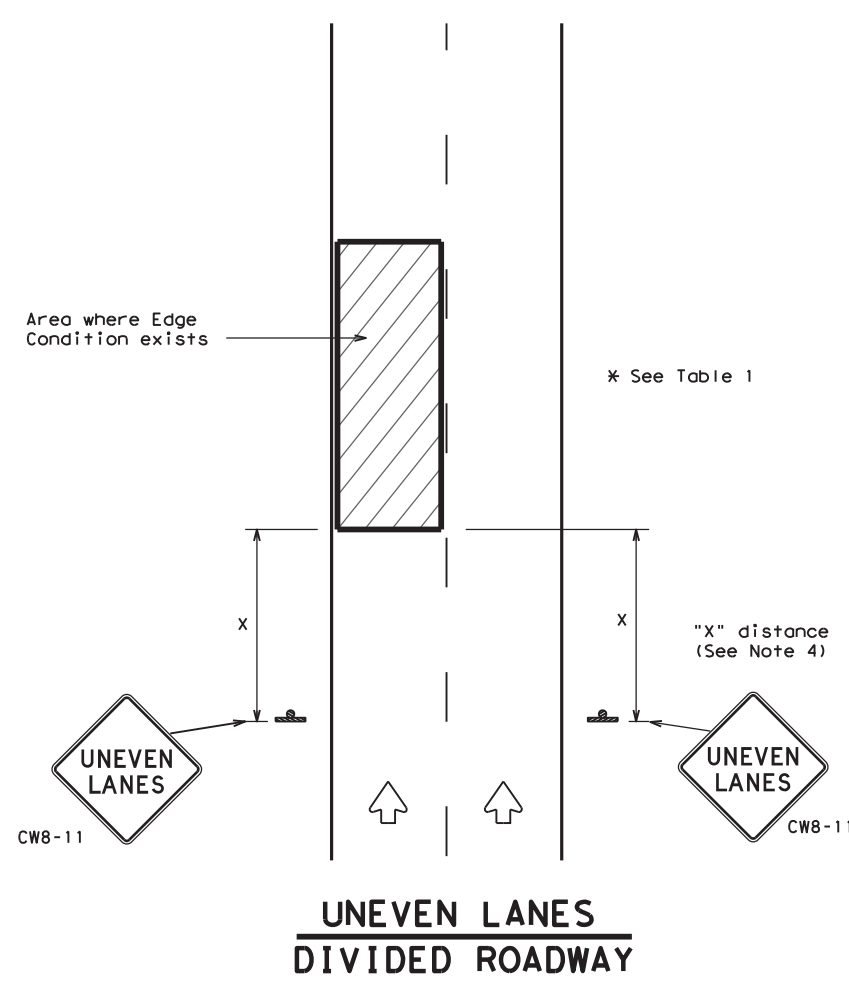 Area where Edge
Condition exists
* See Table 1
X
X
"X" distance
(See Note 4)
UNEVEN
LANES
UNEVEN
LANES
CW8-11
CW8-11
UNEVEN LANES
DIVIDED ROADWAY